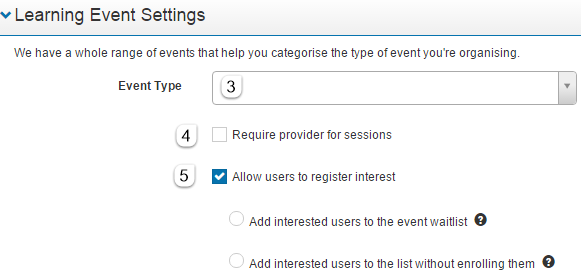 Learning Event Settings
We have a whole range of events that help you categorise the type of event you're organising.
Event Type 3
4 Require provider for sessions
5 Allow users to register interest
Add interested users to the event waitlist ?
Add interested users to the list without enrolling them ?